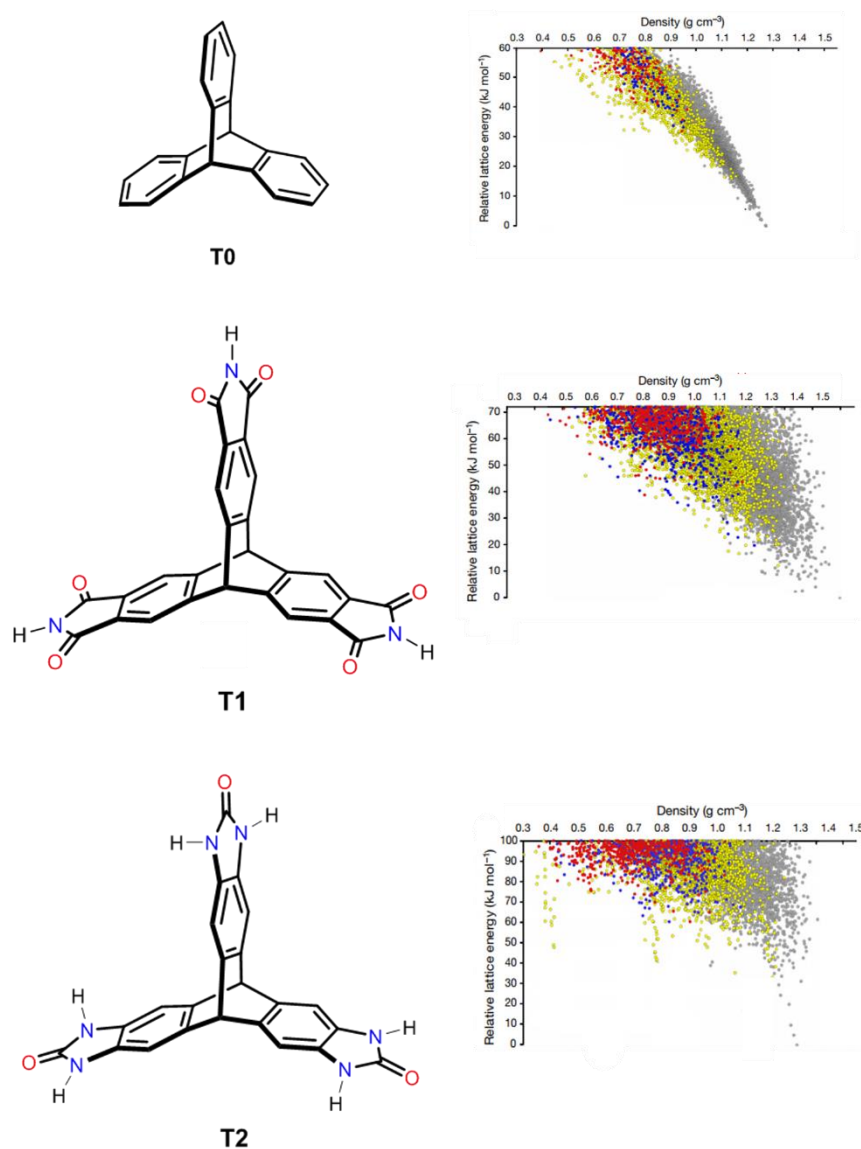 Density (g cm⁻³)
0.3 0.4 0.5 0.6 0.7 0.8 0.9 1.0 1.1 1.2 1.3 1.4 1.5
Relative lattice energy (kJ mol⁻¹)
60
50
40
30
20
10
0
T0
H
N
O O
O O
N N
H H
O O
T1
Density (g cm⁻³)
0.3 0.4 0.5 0.6 0.7 0.8 0.9 1.0 1.1 1.2 1.3 1.4 1.5
Relative lattice energy (kJ mol⁻¹)
70
60
50
40
30
20
10
0
O
H N N H
H
O N N H
N N O
H H
T2
Density (g cm⁻³)
0.3 0.4 0.5 0.6 0.7 0.8 0.9 1.0 1.1 1.2 1.3 1.4 1.5
Relative lattice energy (kJ mol⁻¹)
100
90
80
70
60
50
40
30
20
10
0